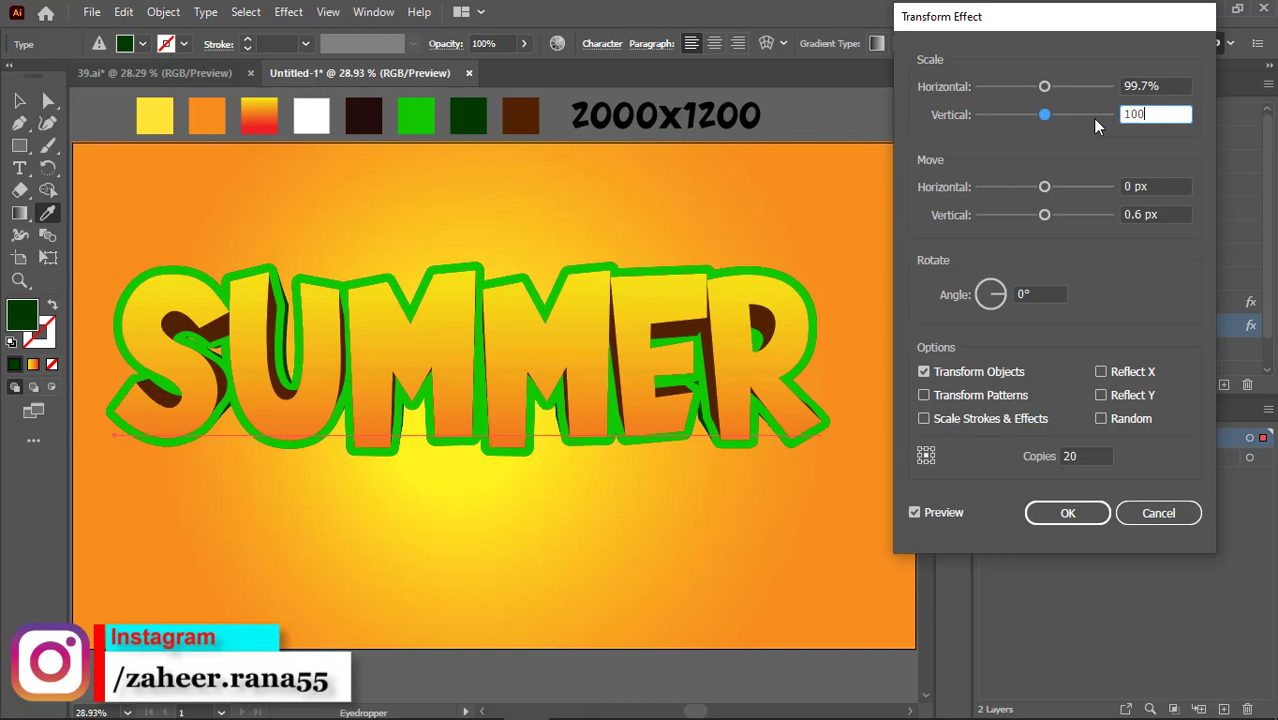 File Edit Object Type Select Effect View Window Help
Type Stroke: Opacity: 100% Character Paragraph: Gradient Type:
39.ai* @ 28.29 % (RGB/Preview) × Untitled-1* @ 28.93 % (RGB/Preview) ×
2000x1200
SUMMER
Transform Effect
Scale
Horizontal: 99.7%
Vertical: 100
Move
Horizontal: 0 px
Vertical: 0.6 px
Rotate
Angle: 0°
Options
Transform Objects Reflect X
Transform Patterns Reflect Y
Scale Strokes & Effects Random
Copies 20
Preview OK Cancel
fx
fx
Instagram
/zaheer.rana55
28.93% 1 Eyedropper 2 Layers